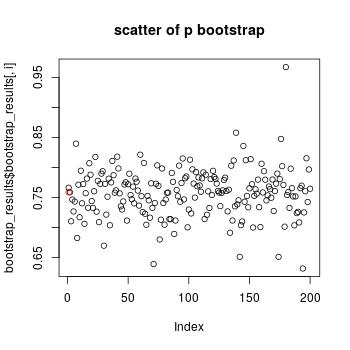 scatter of p bootstrap
bootstrap_results$bootstrap_results[, i]
0.95
0.85
0.75
0.65
0 50 100 150 200
Index